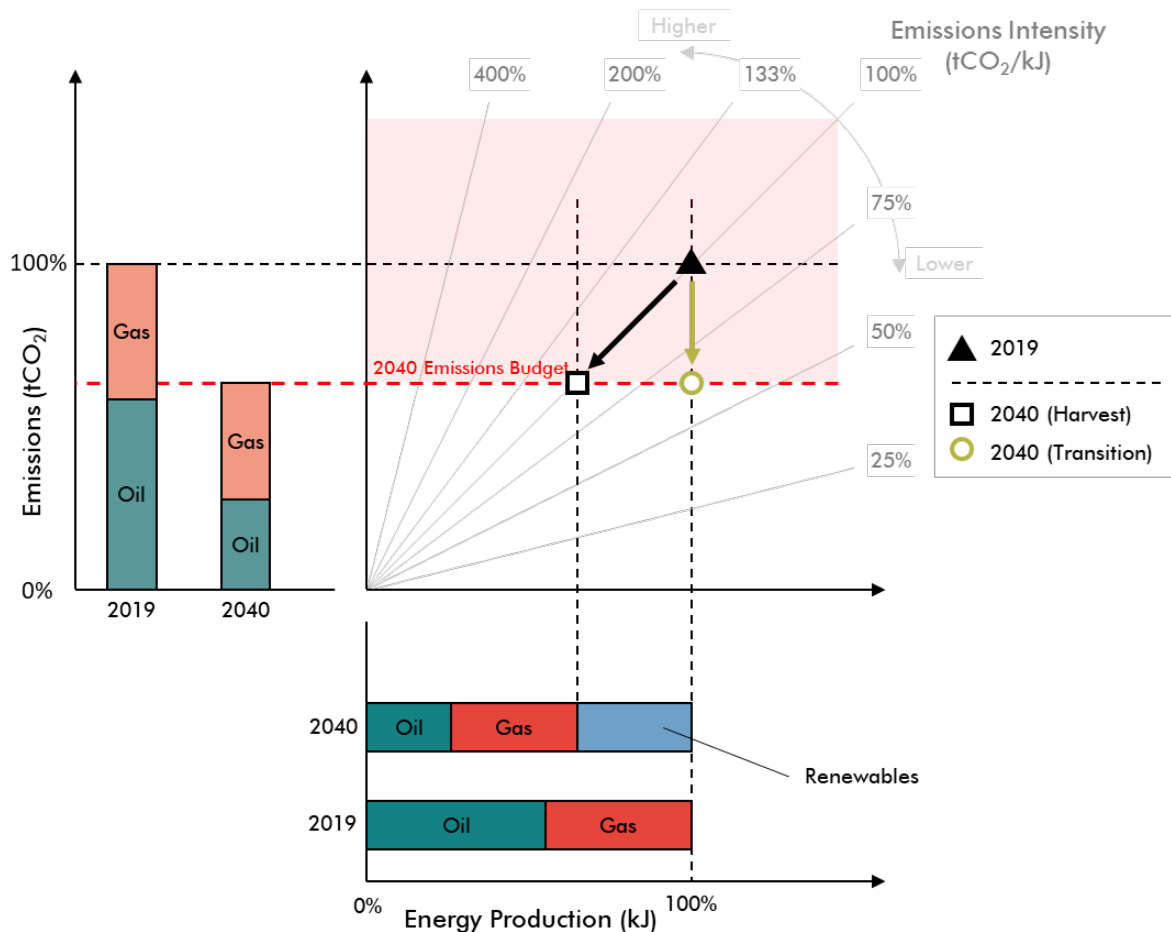 Higher
Emissions Intensity
(tCO₂/kJ)
400%
200%
133%
100%
75%
Lower
50%
25%
100%
Gas
Oil
Gas
Oil
0%
2019
2040
Emissions (tCO₂)
2040 Emissions Budget
2019
2040 (Harvest)
2040 (Transition)
2040
Oil
Gas
Renewables
2019
Oil
Gas
0%
100%
Energy Production (kJ)